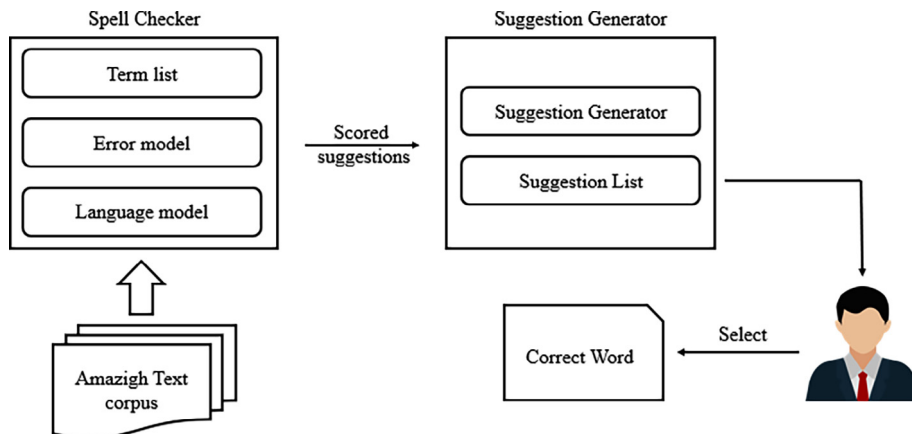 Spell Checker
Term list
Error model
Language model
Amazigh Text
corpus
Scored
suggestions
Suggestion Generator
Suggestion Generator
Suggestion List
Select
Correct Word